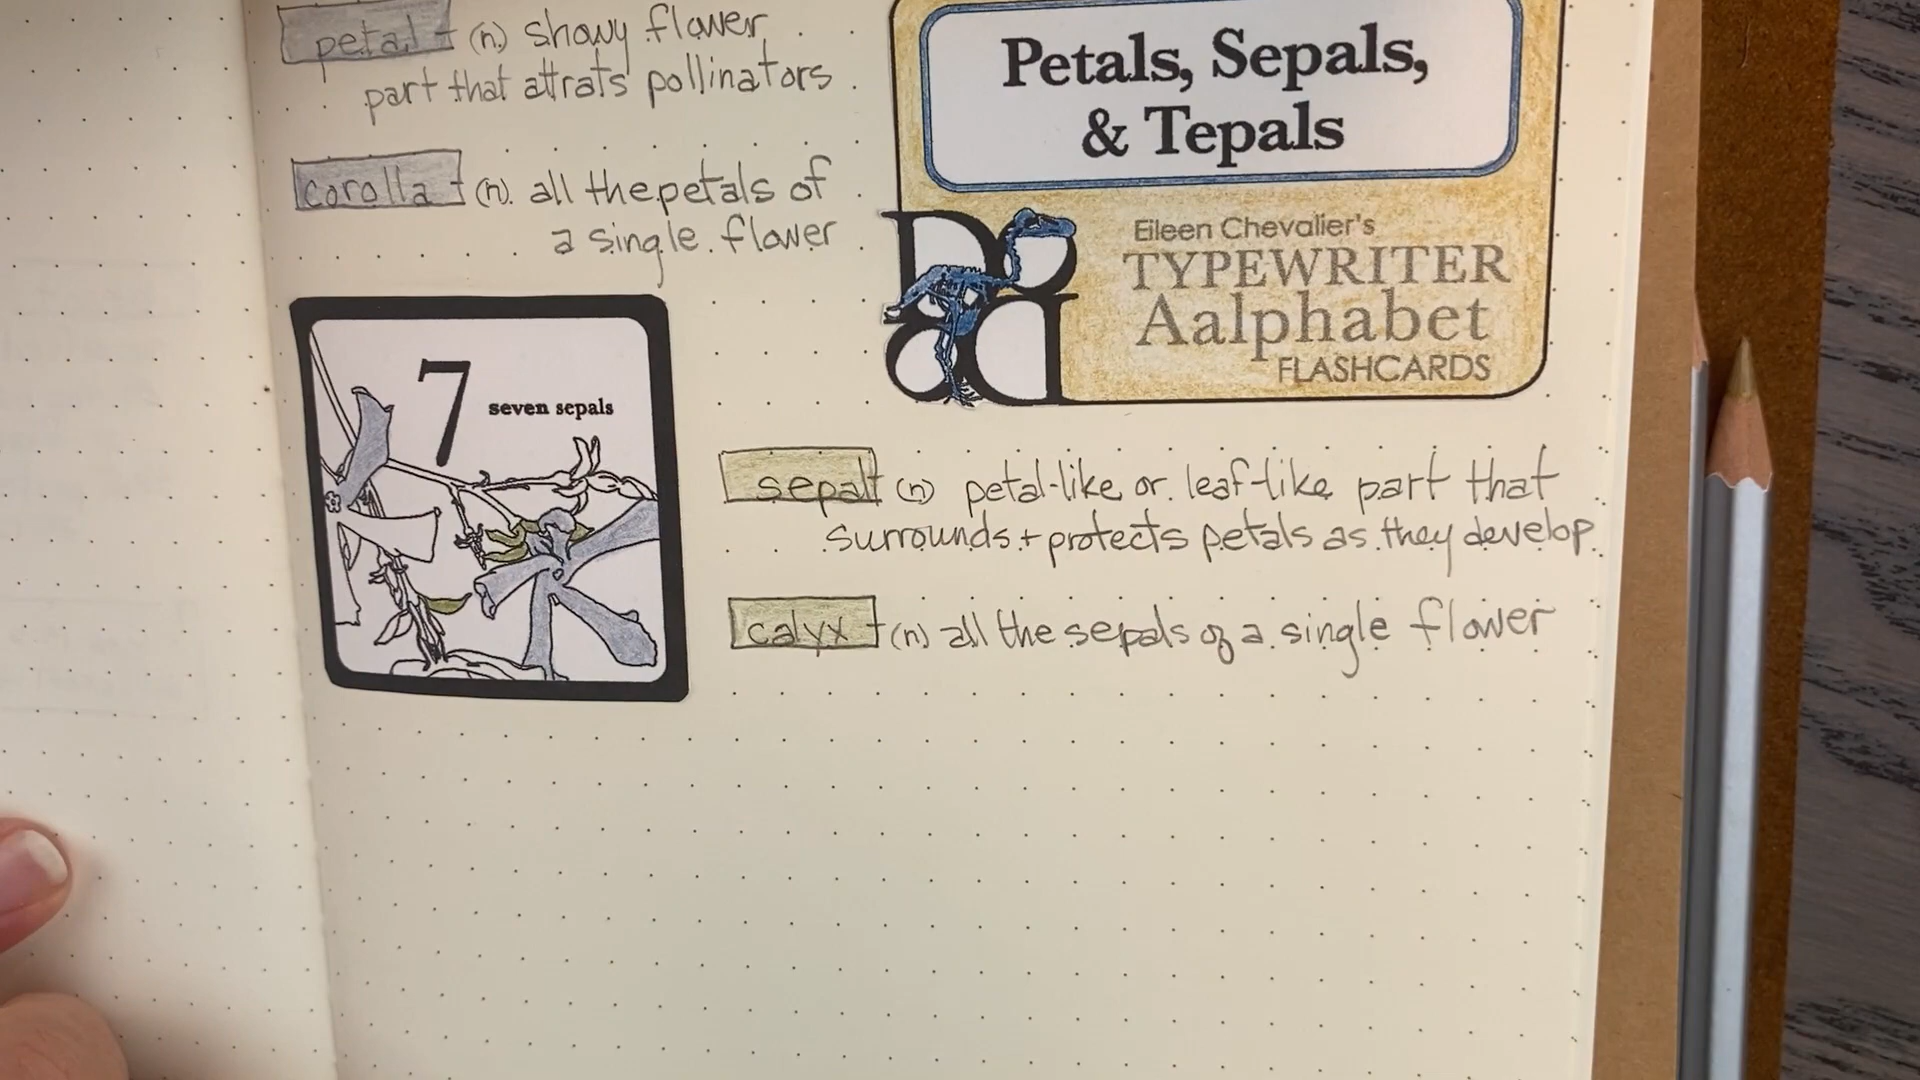 petal (n) showy flower
part that attrats pollinators
corolla (n). all the petals of
a single flower
Petals, Sepals,
& Tepals
Eileen Chevalier's
TYPEWRITER
Aalphabet
FLASHCARDS
7
seven sepals
sepal (n) petal-like or leaf-like part that
surrounds + protects petals as they develop
calyx (n) all the sepals of a single flower